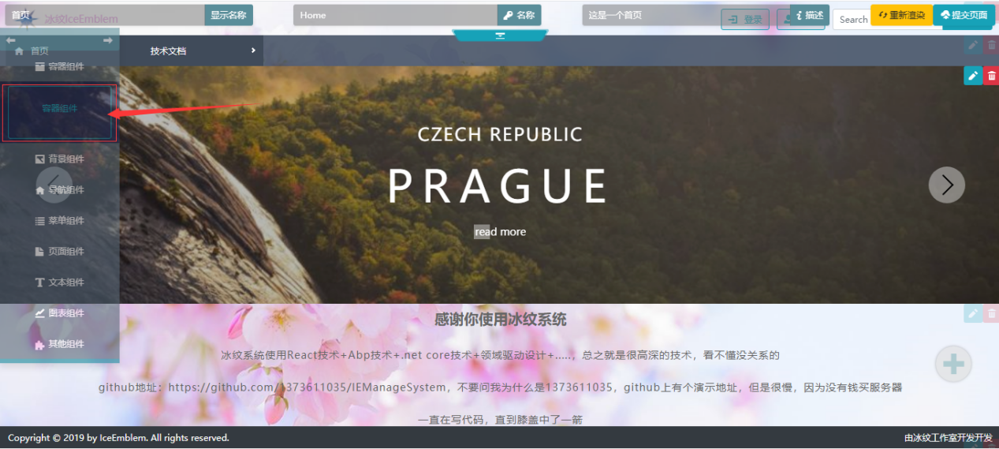 首页
显示名称
Home
名称
这是一个首页
描述
重新渲染
提交页面
冰纹IceEmblem
登录
Search
首页
技术文档
容器组件
容器组件
背景组件
导航组件
菜单组件
页面组件
文本组件
图表组件
其他组件
CZECH REPUBLIC
PRAGUE
read more
感谢你使用冰纹系统
冰纹系统使用React技术+Abp技术+.net core技术+领域驱动设计+.....，总之就是很高深的技术，看不懂没关系的
github地址：https://github.com/1373611035/IEManageSystem，不要问我为什么是1373611035，github上有个演示地址，但是很慢，因为没有钱买服务器
一直在写代码，直到膝盖中了一箭
Copyright © 2019 by IceEmblem. All rights reserved.
由冰纹工作室开发开发